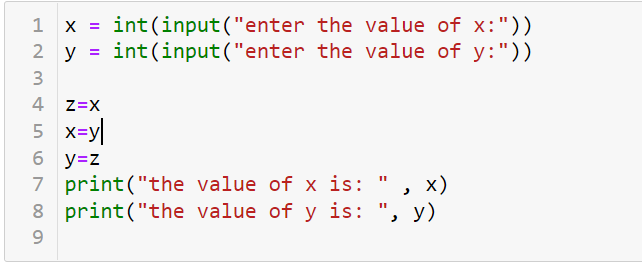 1 x = int(input("enter the value of x:"))
2 y = int(input("enter the value of y:"))
3
4 z=x
5 x=y
6 y=z
7 print("the value of x is: " , x)
8 print("the value of y is: ", y)
9